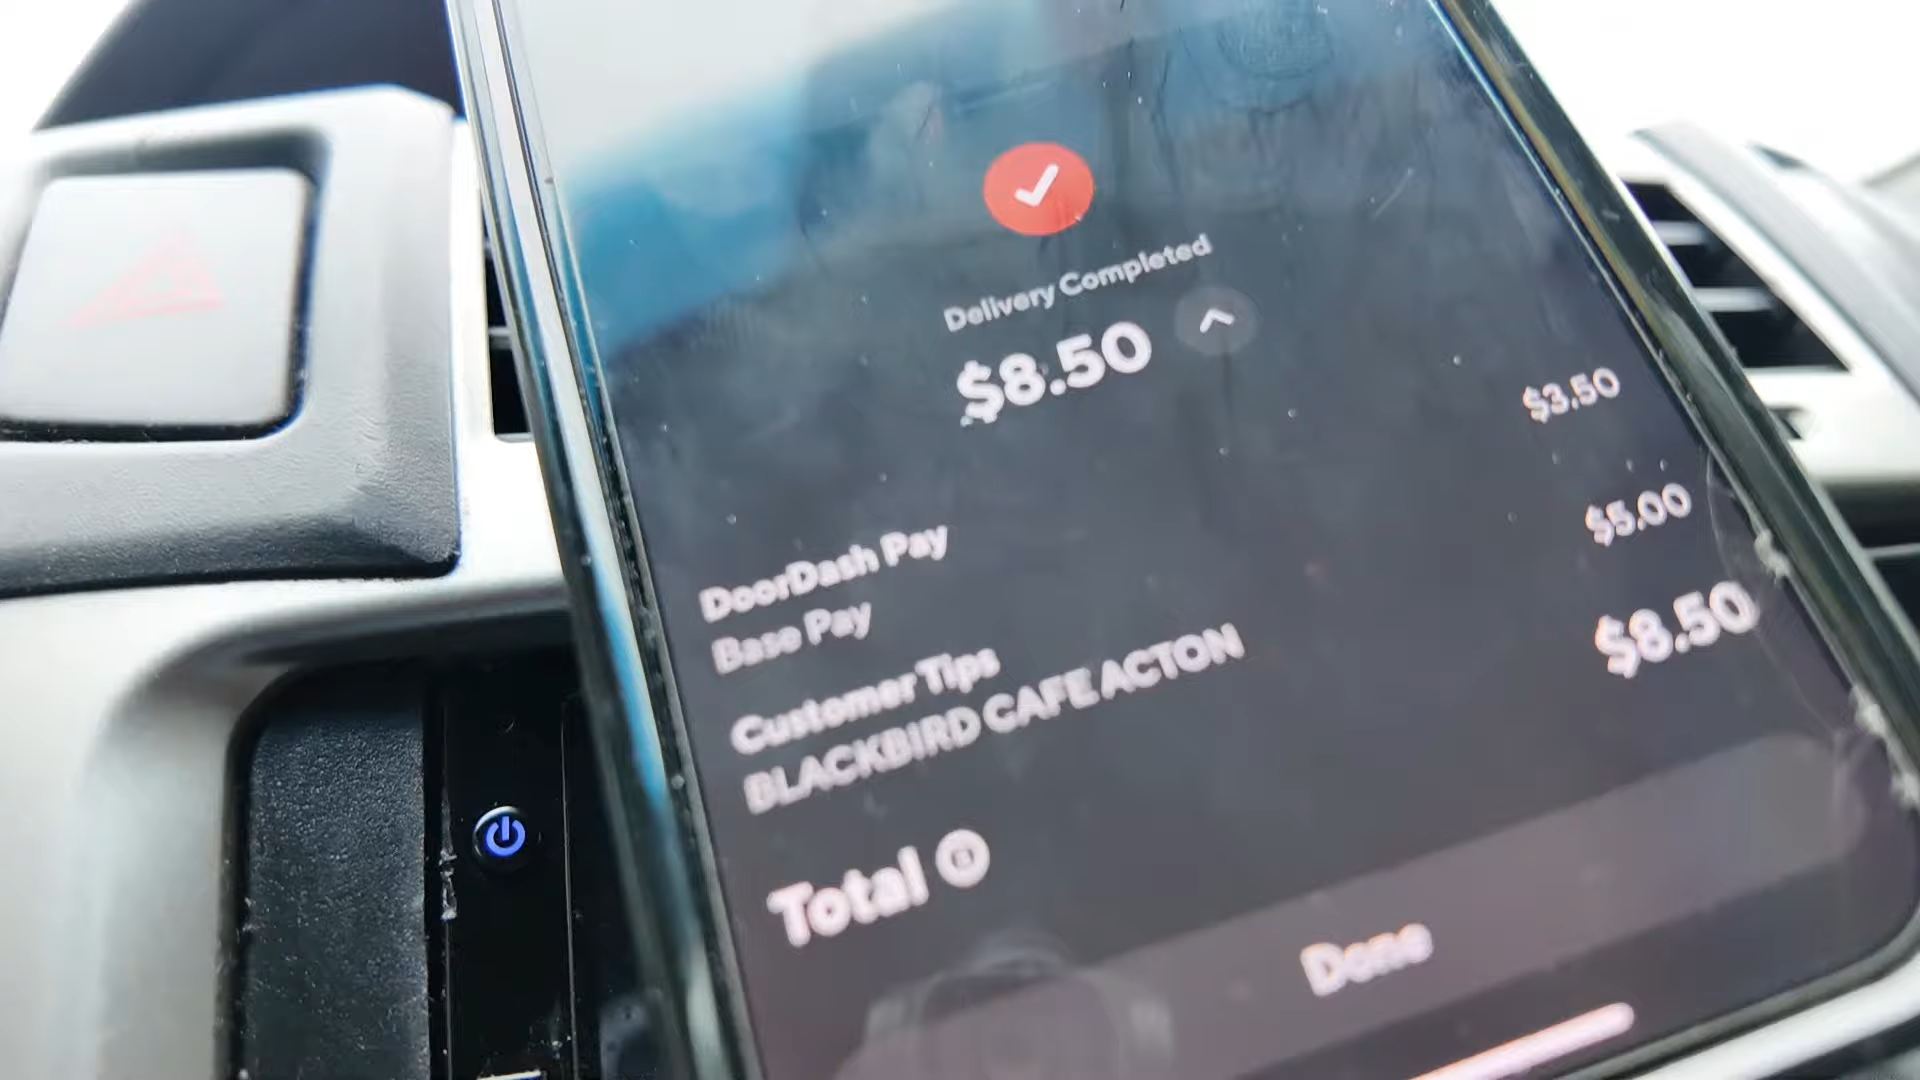 Delivery Completed
$8.50
DoorDash Pay
Base Pay $3.50
Customer Tips
BLACKBIRD CAFE ACTON $5.00
Total $8.50
Done